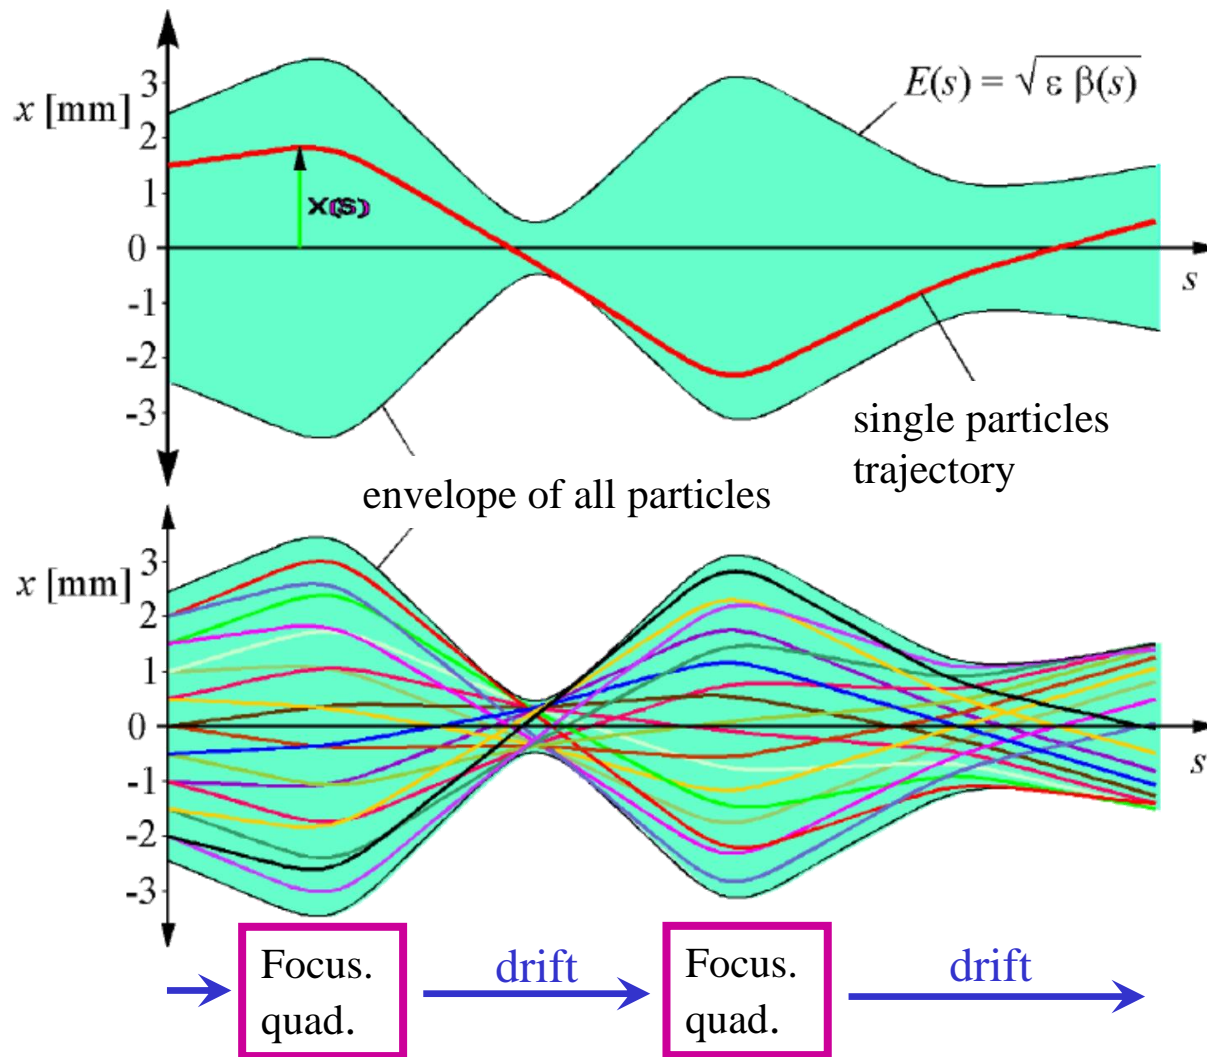 3
x [mm]
2
1
0
-1
-2
-3
E(s) = √ε β(s)
X(S)
s
single particles
trajectory
envelope of all particles
3
x [mm]
2
1
0
-1
-2
-3
s
Focus.
quad.
drift
Focus.
quad.
drift